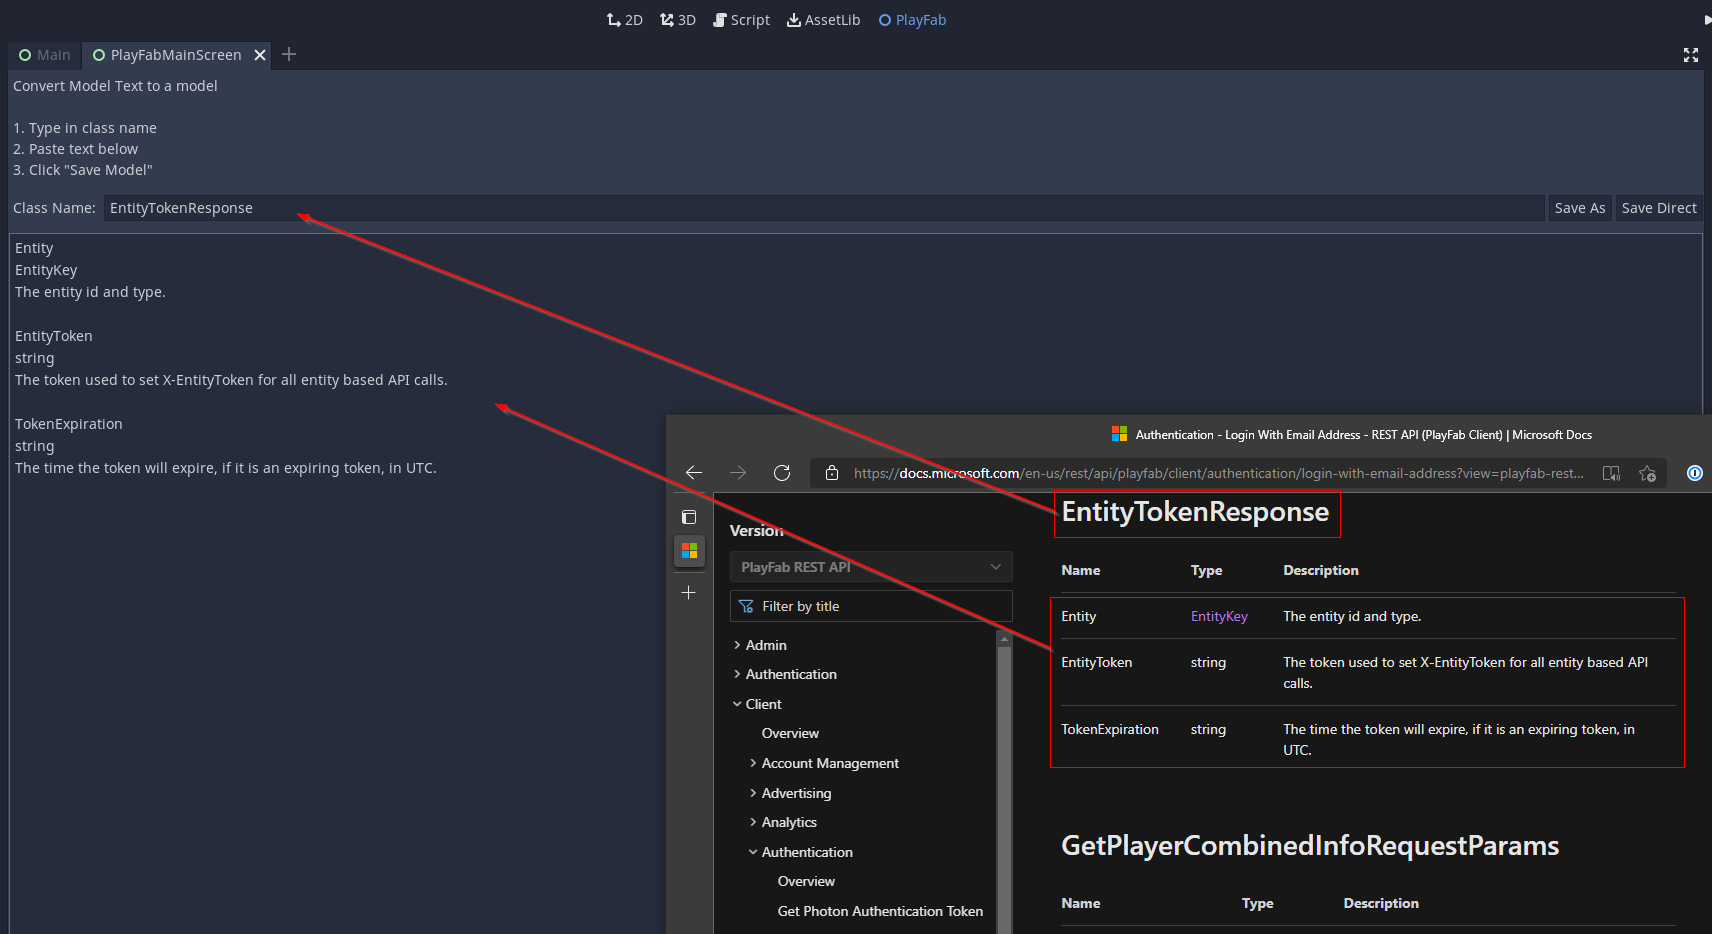 2D 3D Script AssetLib PlayFab
Main PlayFabMainScreen
Convert Model Text to a model
1. Type in class name
2. Paste text below
3. Click "Save Model"
Class Name: EntityTokenResponse Save As Save Direct
Entity
EntityKey
The entity id and type.
EntityToken
string
The token used to set X-EntityToken for all entity based API calls.
TokenExpiration
string
The time the token will expire, if it is an expiring token, in UTC.
Authentication - Login With Email Address - REST API (PlayFab Client) | Microsoft Docs
https://docs.microsoft.com/en-us/rest/api/playfab/client/authentication/login-with-email-address?view=playfab-rest...
Version
PlayFab REST API
Filter by title
Admin
Authentication
Client
Overview
Account Management
Advertising
Analytics
Authentication
Overview
Get Photon Authentication Token
EntityTokenResponse
Name Type Description
Entity EntityKey The entity id and type.
EntityToken string The token used to set X-EntityToken for all entity based API
calls.
TokenExpiration string The time the token will expire, if it is an expiring token, in
UTC.
GetPlayerCombinedInfoRequestParams
Name Type Description